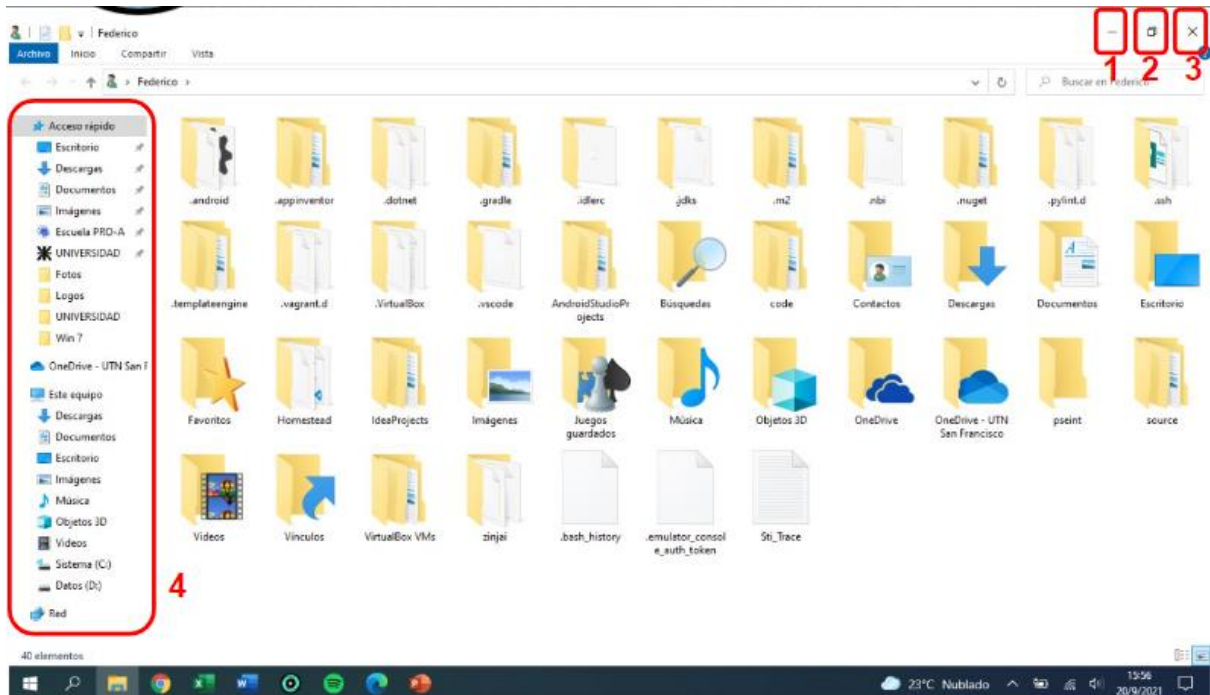 Federico
Archivo Inicio Compartir Vista
1 2 3
Federico
Buscar en Federico
Acceso rápido
Escritorio
Descargas
Documentos
Imágenes
Escuela PRO-A
UNIVERSIDAD
Fotos
Logos
UNIVERSIDAD
Win 7
OneDrive - UTN San F
Este equipo
Descargas
Documentos
Escritorio
Imágenes
Música
Objetos 3D
Videos
Sistema (C:)
Datos (D:)
Red
4
.android .appinventor .dotnet .gradle .idlerc .jdks .m2 .nbi .nuget .pylint.d .ssh
.templateengine .vagrant.d .VirtualBox .vscode AndroidStudioPr Búsquedas code Contactos Descargas Documentos Escritorio
ojects
Favoritos Homestead IdeaProjects Imágenes Juegos Música Objetos 3D OneDrive OneDrive - UTN pseint source
guardados San Francisco
Videos Vínculos VirtualBox VMs zinjai .bash_history .emulator_consol Sti_Trace
e_auth_token
40 elementos
23°C Nublado
15:56
20/9/2021